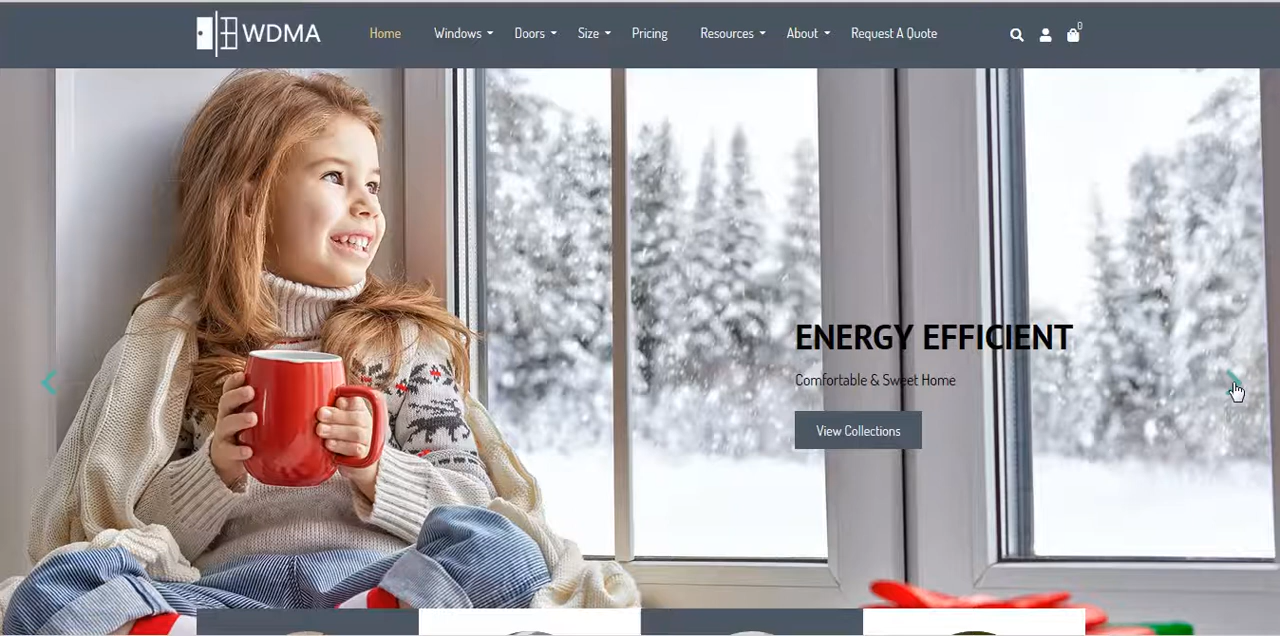 WDMA
Home Windows Doors Size Pricing Resources About Request A Quote
0
ENERGY EFFICIENT
Comfortable & Sweet Home
View Collections